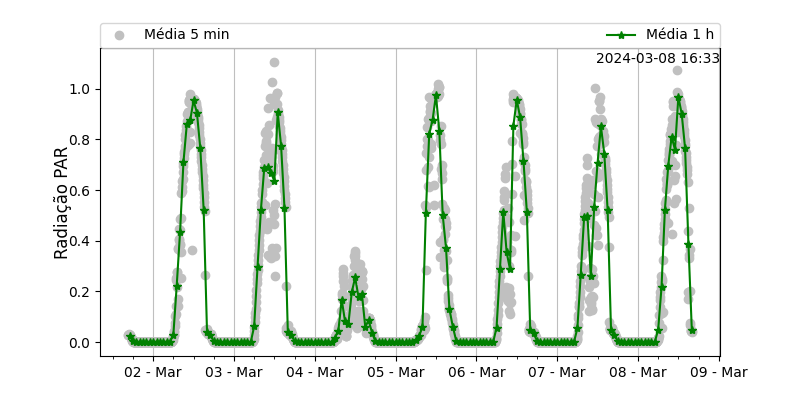 Média 5 min
Média 1 h
2024-03-08 16:33
Radiação PAR
1.0
0.8
0.6
0.4
0.2
0.0
02 - Mar 03 - Mar 04 - Mar 05 - Mar 06 - Mar 07 - Mar 08 - Mar 09 - Mar